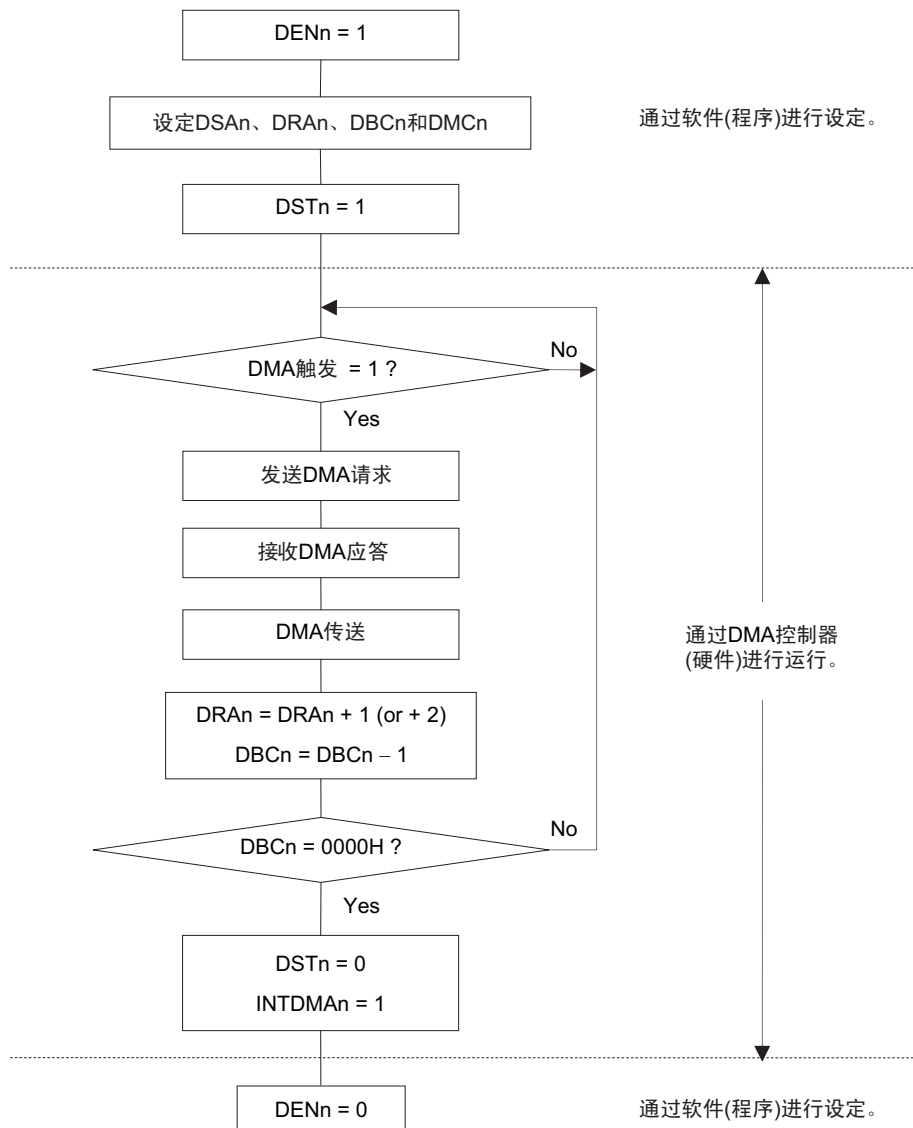 DENn = 1
设定DSAn、DRAn、DBCn和DMCn
通过软件(程序)进行设定。
DSTn = 1
DMA触发 = 1 ?
No
Yes
发送DMA请求
接收DMA应答
DMA传送
通过DMA控制器
(硬件)进行运行。
DRAn = DRAn + 1 (or + 2)
DBCn = DBCn – 1
DBCn = 0000H ?
No
Yes
DSTn = 0
INTDMAn = 1
DENn = 0
通过软件(程序)进行设定。